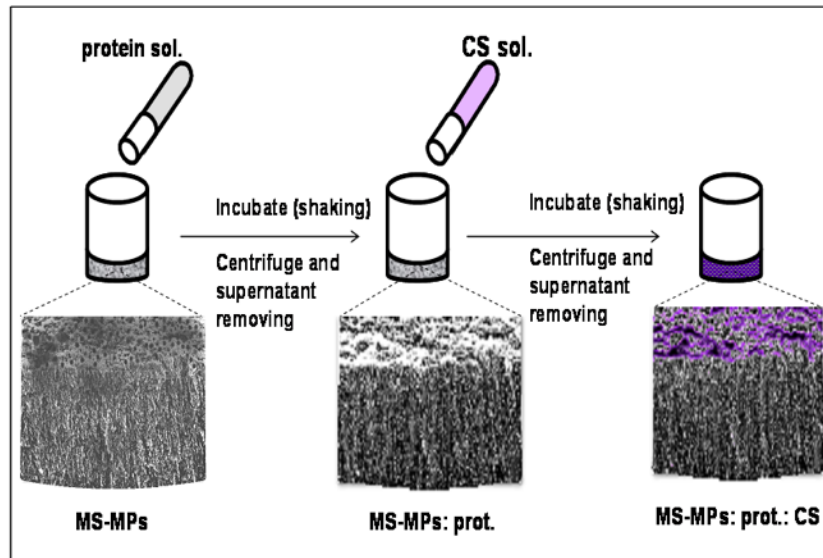 protein sol.
CS sol.
Incubate (shaking)
Centrifuge and
supernatant
removing
Incubate (shaking)
Centrifuge and
supernatant
removing
MS-MPs
MS-MPs: prot.
MS-MPs: prot.: CS